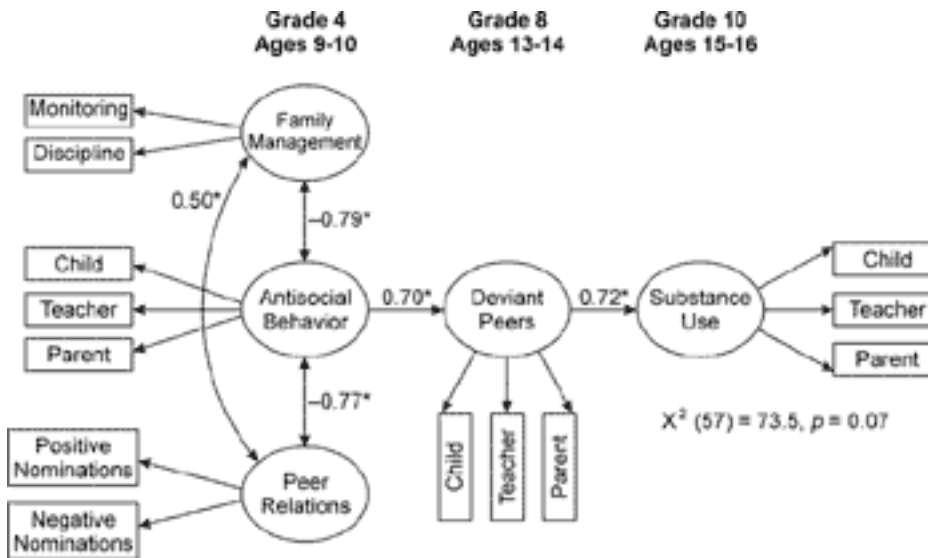 Grade 4
Ages 9-10
Grade 8
Ages 13-14
Grade 10
Ages 15-16
Monitoring
Discipline
Family
Management
0.50*
–0.79*
Child
Teacher
Parent
Antisocial
Behavior
0.70*
Deviant
Peers
0.72*
Substance
Use
Child
Teacher
Parent
–0.77*
Child
Teacher
Parent
X² (57) = 73.5, p = 0.07
Positive
Nominations
Negative
Nominations
Peer
Relations